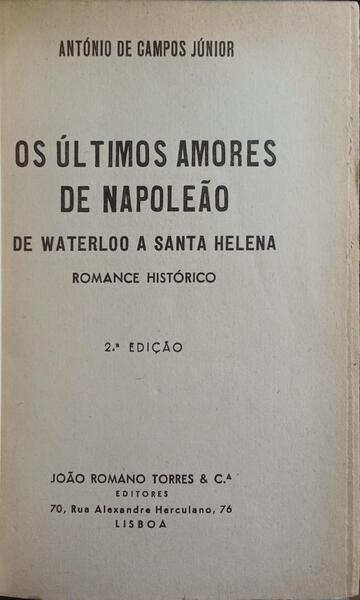 ANTÓNIO DE CAMPOS JÚNIOR
OS ÚLTIMOS AMORES
DE NAPOLEÃO
DE WATERLOO A SANTA HELENA
ROMANCE HISTÓRICO
2.ª EDIÇÃO
JOÃO ROMANO TORRES & C.ª
EDITORES
70, Rua Alexandre Herculano, 76
LISBOA